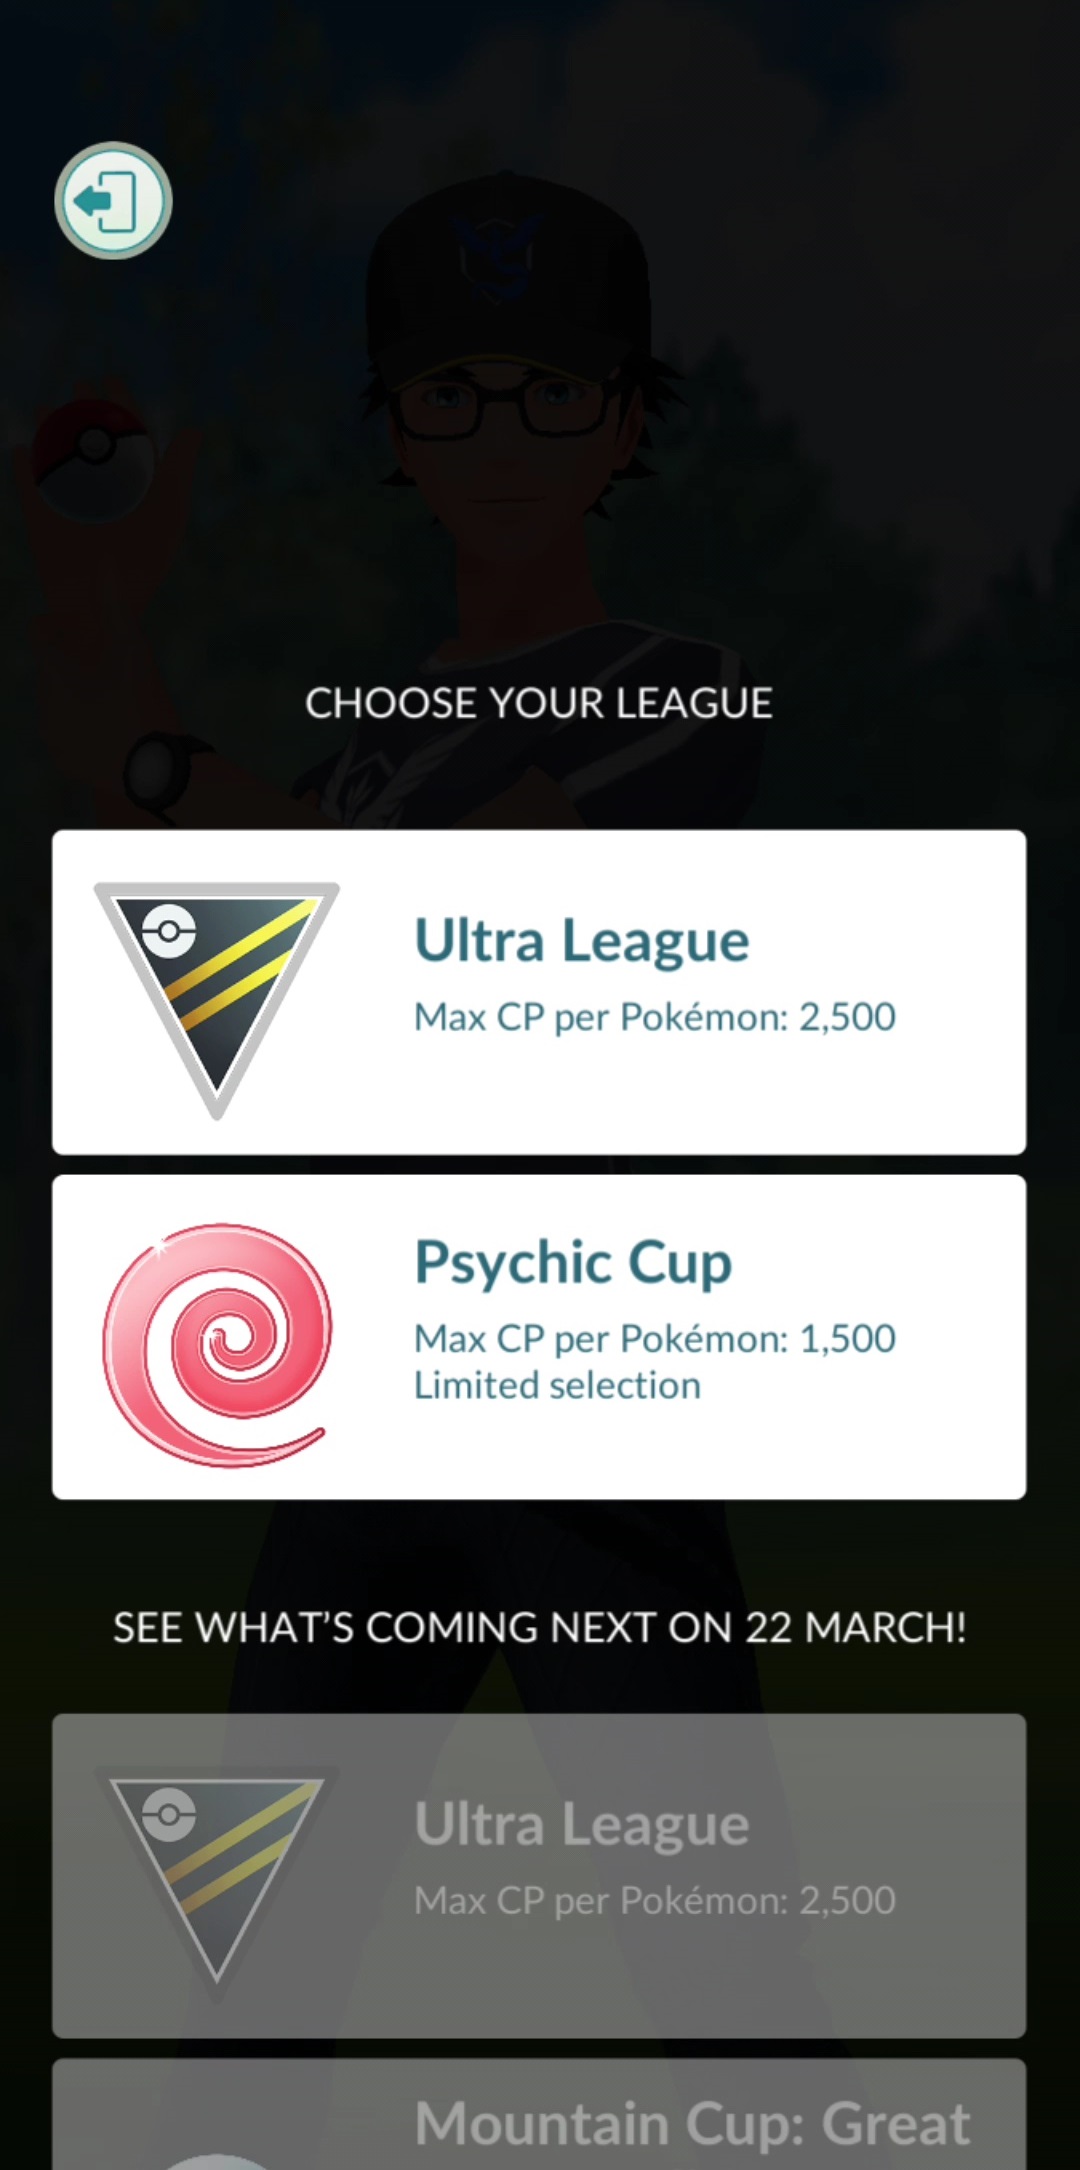 CHOOSE YOUR LEAGUE
Ultra League
Max CP per Pokémon: 2,500
Psychic Cup
Max CP per Pokémon: 1,500
Limited selection
SEE WHAT’S COMING NEXT ON 22 MARCH!
Ultra League
Max CP per Pokémon: 2,500
Mountain Cup: Great